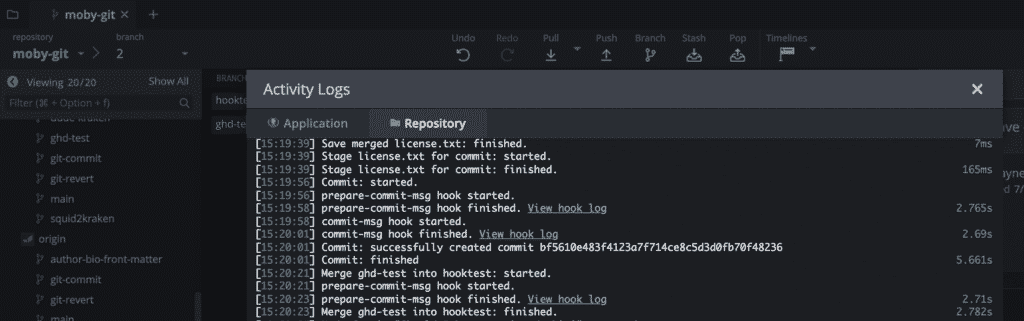 moby-git
repository
moby-git
branch
2
Undo
Redo
Pull
Push
Branch
Stash
Pop
Timelines
Viewing 20/20
Show All
Filter (⌘ + Option + f)
ghd-test
git-commit
git-revert
main
squid2kraken
origin
author-bio-front-matter
git-commit
git-revert
main
BRANCH
hookte
ghd-te
Activity Logs
Application
Repository
[15:19:39] Save merged license.txt: finished. 7ms
[15:19:39] Stage license.txt for commit: started.
[15:19:39] Stage license.txt for commit: finished. 165ms
[15:19:56] Commit: started.
[15:19:56] prepare-commit-msg hook started.
[15:19:58] prepare-commit-msg hook finished. View hook log 2.765s
[15:19:58] commit-msg hook started.
[15:20:01] commit-msg hook finished. View hook log 2.69s
[15:20:01] Commit: successfully created commit bf5610e483f4123a7f714ce8c5d3d0fb70f48236
[15:20:01] Commit: finished 5.661s
[15:20:21] Merge ghd-test into hooktest: started.
[15:20:21] prepare-commit-msg hook started.
[15:20:23] prepare-commit-msg hook finished. View hook log 2.71s
[15:20:23] Merge ghd-test into hooktest: finished. 2.782s
ave
yne
d 7/